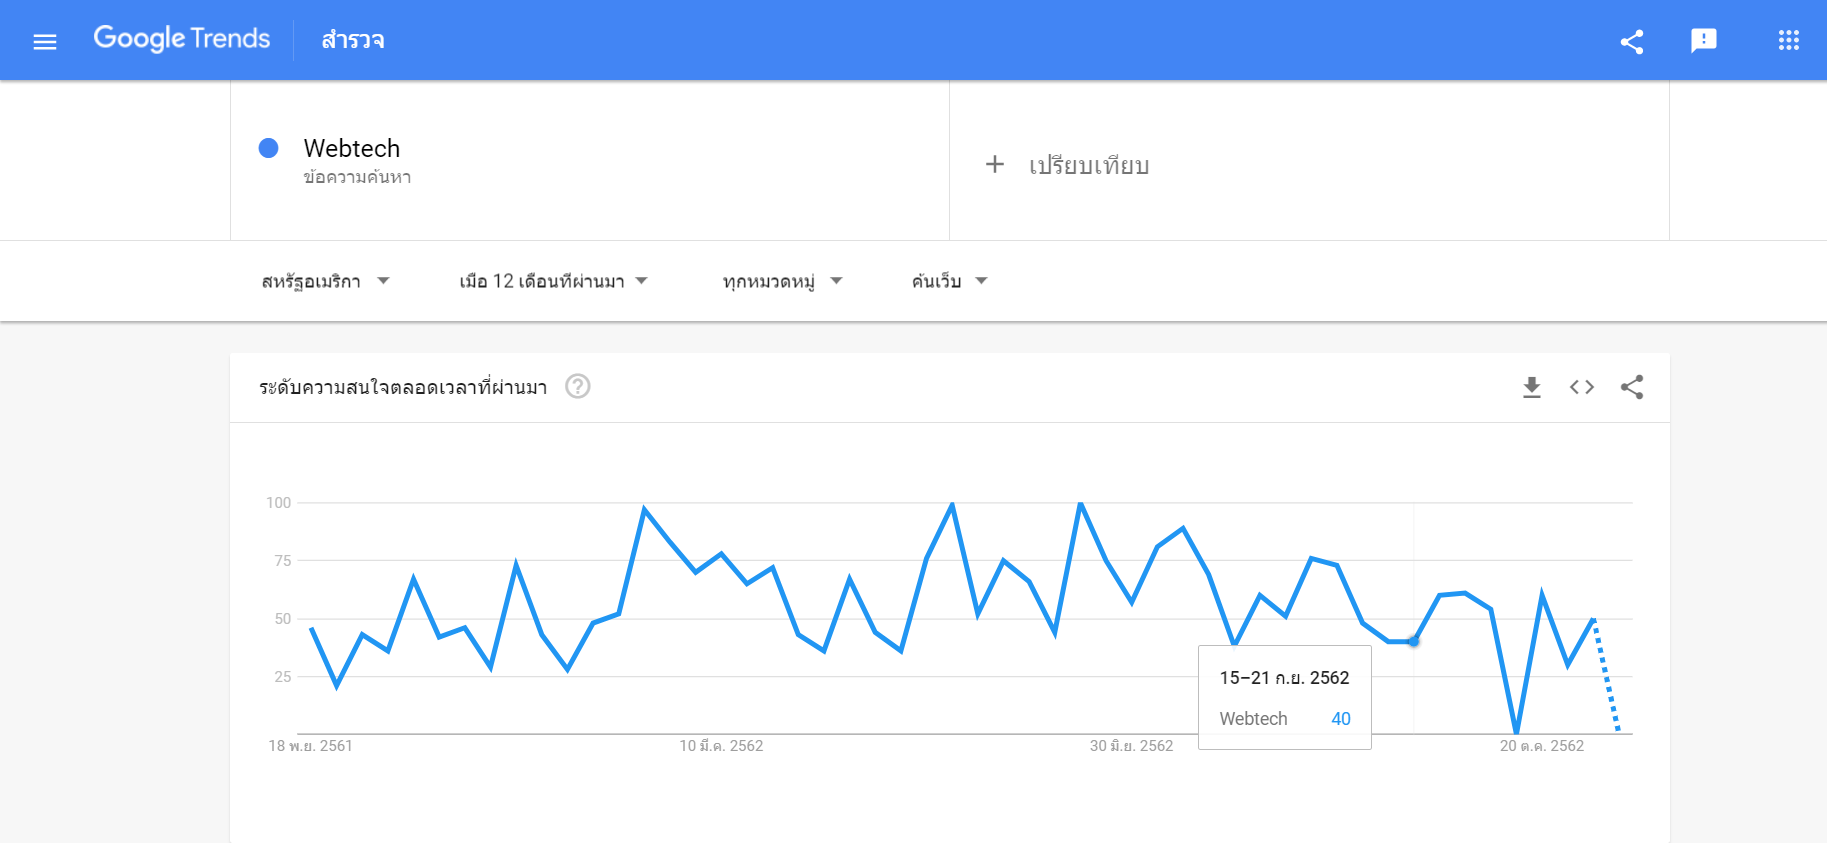 Google Trends สำรวจ
Webtech
ข้อความค้นหา
เปรียบเทียบ
สหรัฐอเมริกา เมื่อ 12 เดือนที่ผ่านมา ทุกหมวดหมู่ ค้นเว็บ
ระดับความสนใจตลอดเวลาที่ผ่านมา
100
75
50
25
15–21 ก.ย. 2562
Webtech 40
18 พ.ย. 2561 10 มี.ค. 2562 30 มิ.ย. 2562 20 ต.ค. 2562